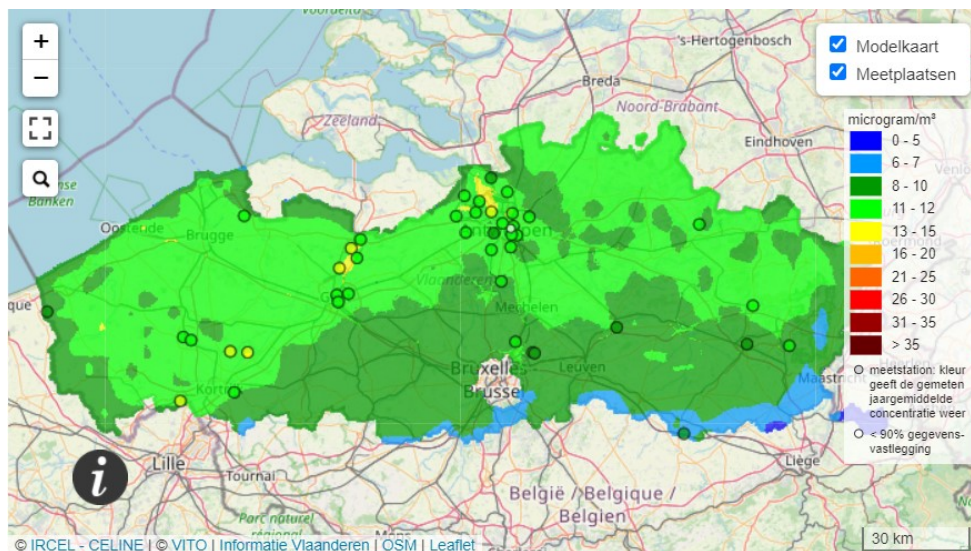 Voordelta
's-Hertogenbosch
Modelkaart
Meetplaatsen
+
−
Breda
Noord-Brabant
Zeeland
Eindhoven
microgram/m³
0 - 5
6 - 7
8 - 10
11 - 12
13 - 15
16 - 20
21 - 25
26 - 30
31 - 35
> 35
Banken
Oostende
Brugge
Vlaanderen
Mechelen
Bruxelles -
Brussel
Leuven
Maastricht
Heerlen
meetstation: kleur
geeft de gemeten
jaargemiddelde
concentratie weer
< 90% gegevens-
vastlegging
Lille
Tournai
Liège
i
België / Belgique /
Belgien
Parc naturel
30 km
© IRCEL - CELINE | © VITO | Informatie Vlaanderen | OSM | Leaflet